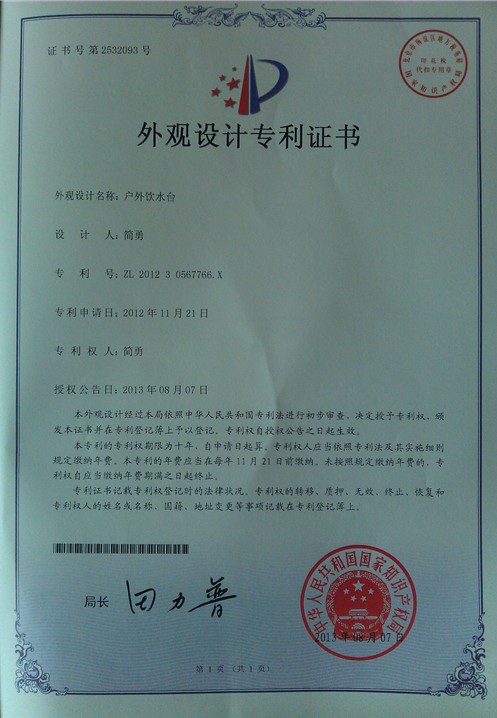 证书号第2532093号
印花税
代扣专用章
国家知识产权局
外观设计专利证书
外观设计名称：户外饮水台
设计人：简勇
专利号：ZL 2012 3 0567766.X
专利申请日：2012年11月21日
专利权人：简勇
授权公告日：2013年08月07日
本外观设计经过本局依照中华人民共和国专利法进行初步审查，决定授予专利权，颁
发本证书并在专利登记簿上予以登记。专利权自授权公告之日起生效。
本专利的专利权期限为十年，自申请日起算。专利权人应当依照专利法及其实施细则
规定缴纳年费。本专利的年费应当在每年11月21日前缴纳。未按照规定缴纳年费的，专
利权自应当缴纳年费期满之日起终止。
专利证书记载专利权登记时的法律状况。专利权的转移、质押、无效、终止、恢复和
专利权人的姓名或名称、国籍、地址变更等事项记载在专利登记簿上。
局长 田力普
中华人民共和国国家知识产权局
2013年08月07日
第1页（共1页）